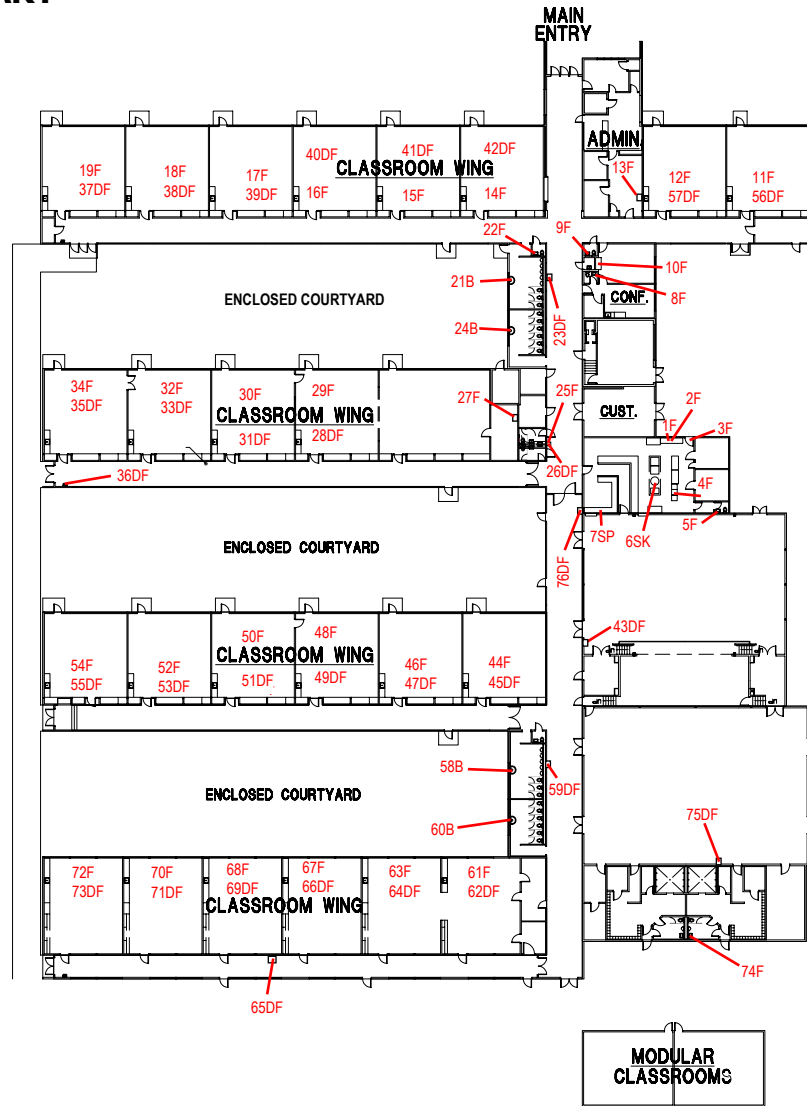 MAIN
ENTRY
ADMIN.
13F
19F
37DF
18F
38DF
17F
39DF
40DF
16F
41DF
15F
42DF
14F
CLASSROOM WING
12F
57DF
11F
56DF
22F
9F
10F
8F
21B
ENCLOSED COURTYARD
CONF.
24B
23DF
34F
35DF
32F
33DF
30F
31DF
29F
28DF
CLASSROOM WING
27F
25F
26DF
CUST.
1F
2F
3F
4F
5F
6SK
7SP
36DF
76DF
ENCLOSED COURTYARD
43DF
54F
55DF
52F
53DF
50F
51DF
48F
49DF
46F
47DF
44F
45DF
CLASSROOM WING
58B
59DF
ENCLOSED COURTYARD
60B
75DF
72F
73DF
70F
71DF
68F
69DF
67F
66DF
63F
64DF
61F
62DF
CLASSROOM WING
65DF
74F
MODULAR
CLASSROOMS